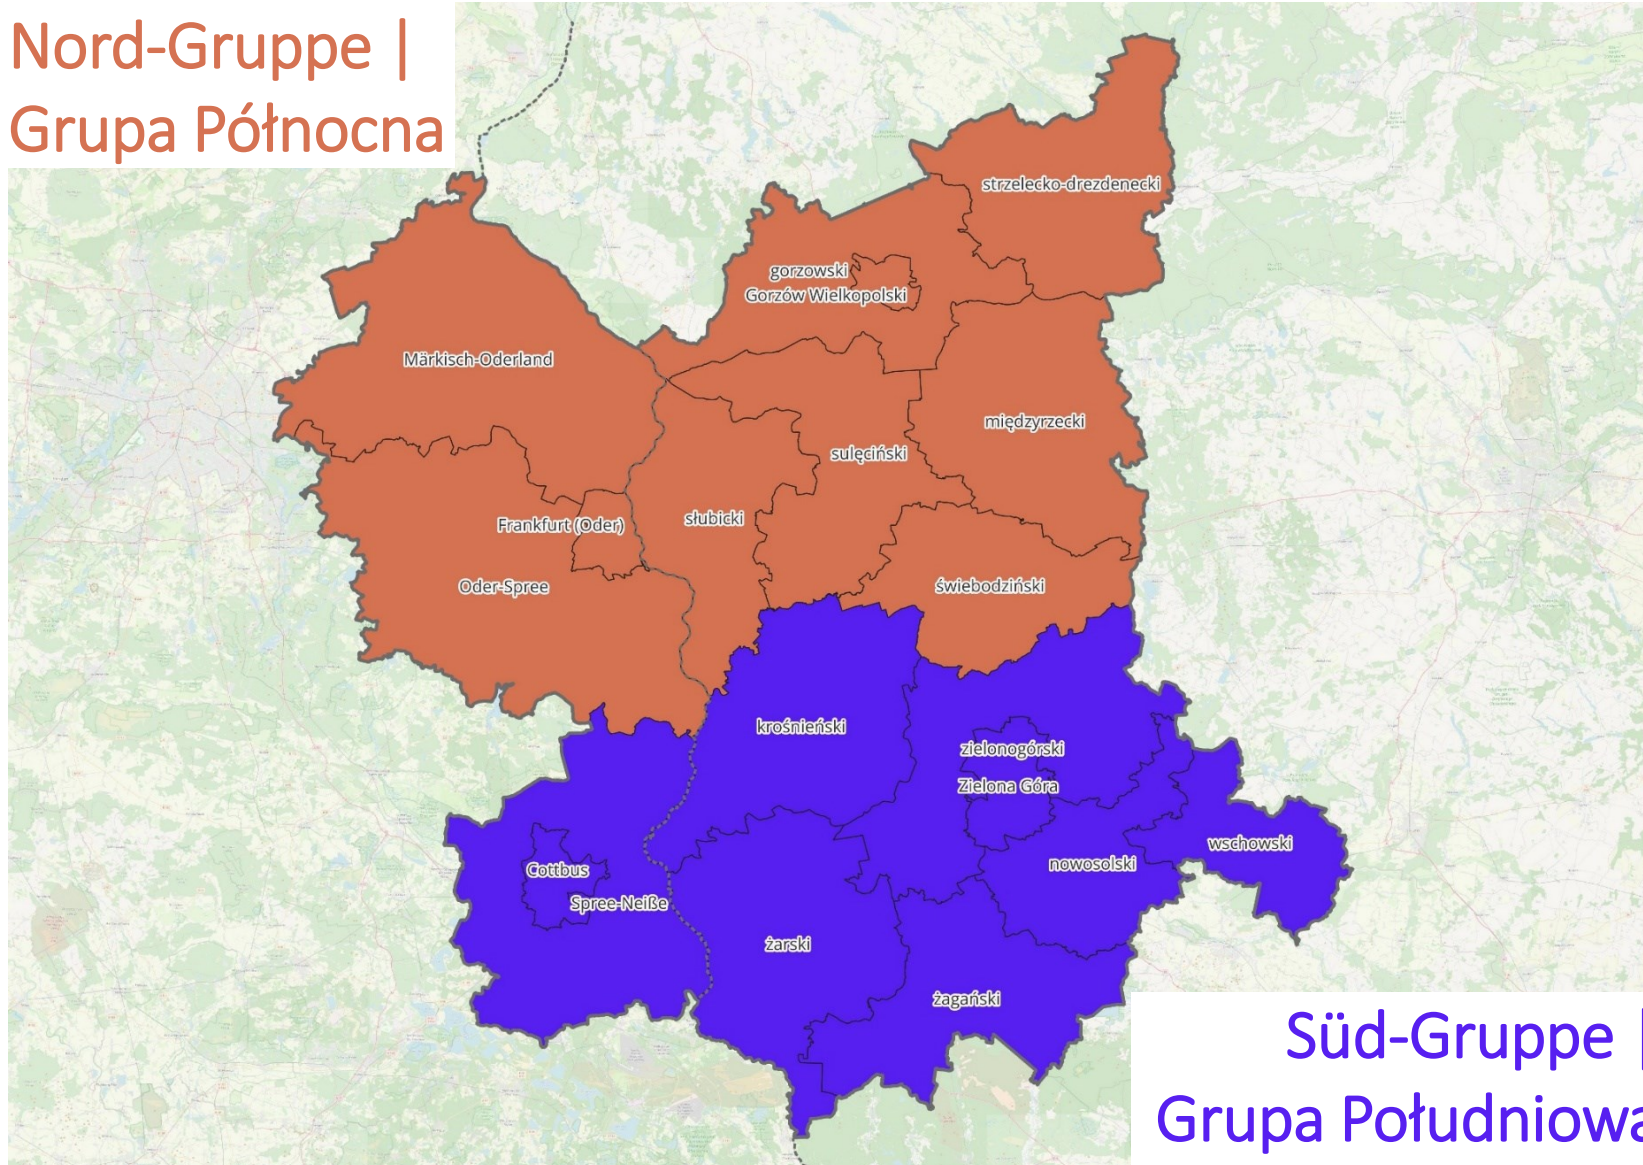 Nord-Gruppe |
Grupa Północna
strzelecko-drezdenecki
gorzowski
Gorzów Wielkopolski
Märkisch-Oderland
międzyrzecki
sulęciński
słubicki
Frankfurt (Oder)
Oder-Spree
świebodziński
krośnieński
zielonogórski
Zielona Góra
wschowski
nowosolski
Cottbus
Spree-Neiße
żarski
żagański
Süd-Gruppe |
Grupa Południowa